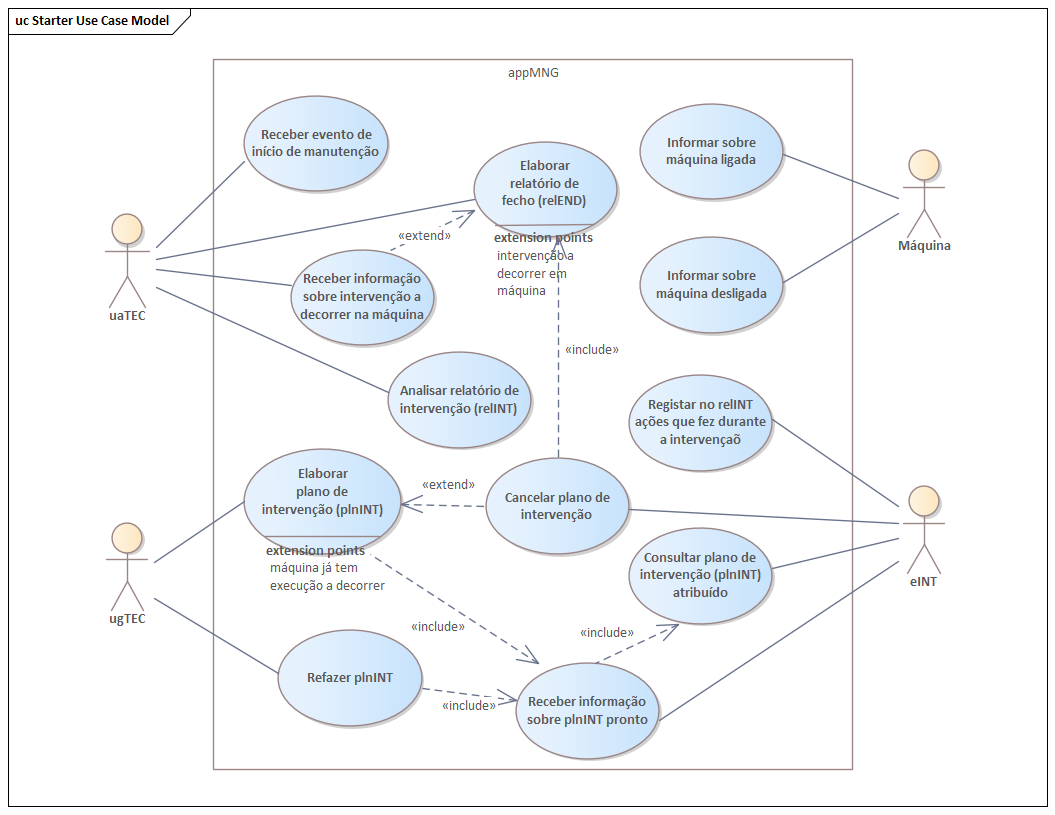 uc Starter Use Case Model
appMNG
Receber evento de
início de manutenção
Elaborar
relatório de
fecho (relEND)
extension points
intervenção a
decorrer em
máquina
Informar sobre
máquina ligada
Máquina
«extend»
Receber informação
sobre intervenção a
decorrer na máquina
uaTEC
Informar sobre
máquina desligada
«include»
Analisar relatório de
intervenção (relINT)
Registar no relINT
ações que fez durante
a intervençaõ
Elaborar
plano de
intervenção (plnINT)
extension points
máquina já tem
execução a decorrer
«extend»
Cancelar plano de
intervenção
Consultar plano de
intervenção (plnINT)
atribuído
eINT
ugTEC
«include»
«include»
Refazer plnINT
«include»
Receber informação
sobre plnINT pronto